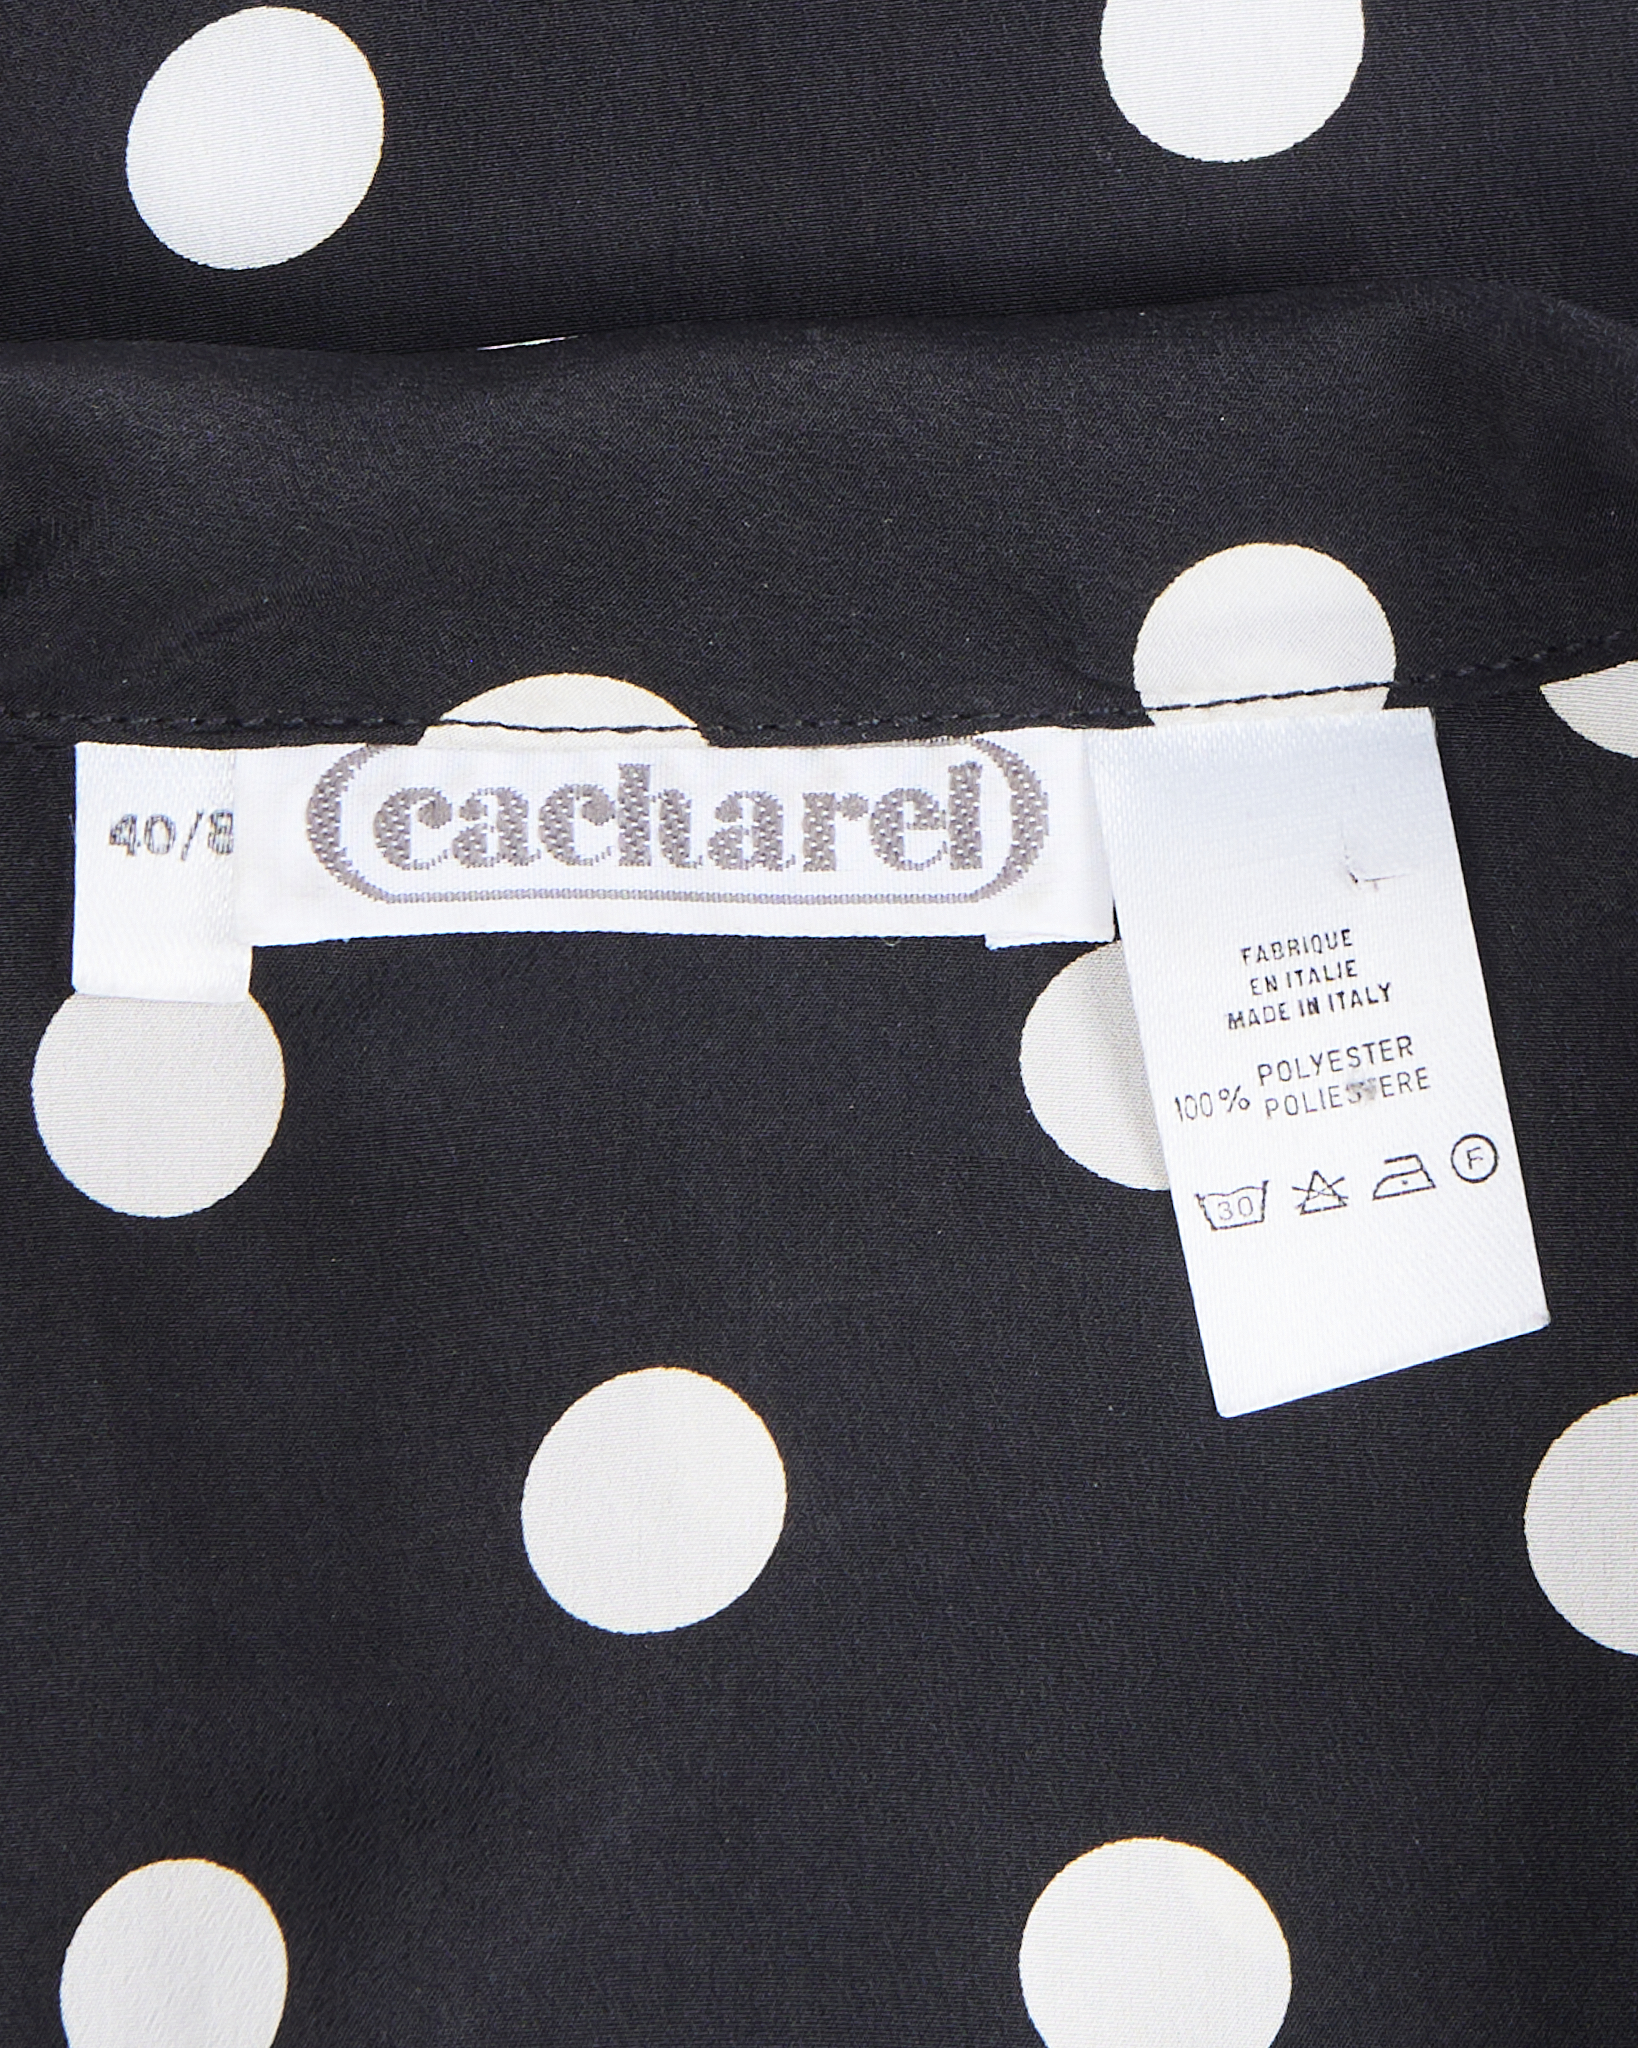 40/8
cacharel
FABRIQUE
EN ITALIE
MADE IN ITALY
100% POLYESTER
POLIESTERE
30
F